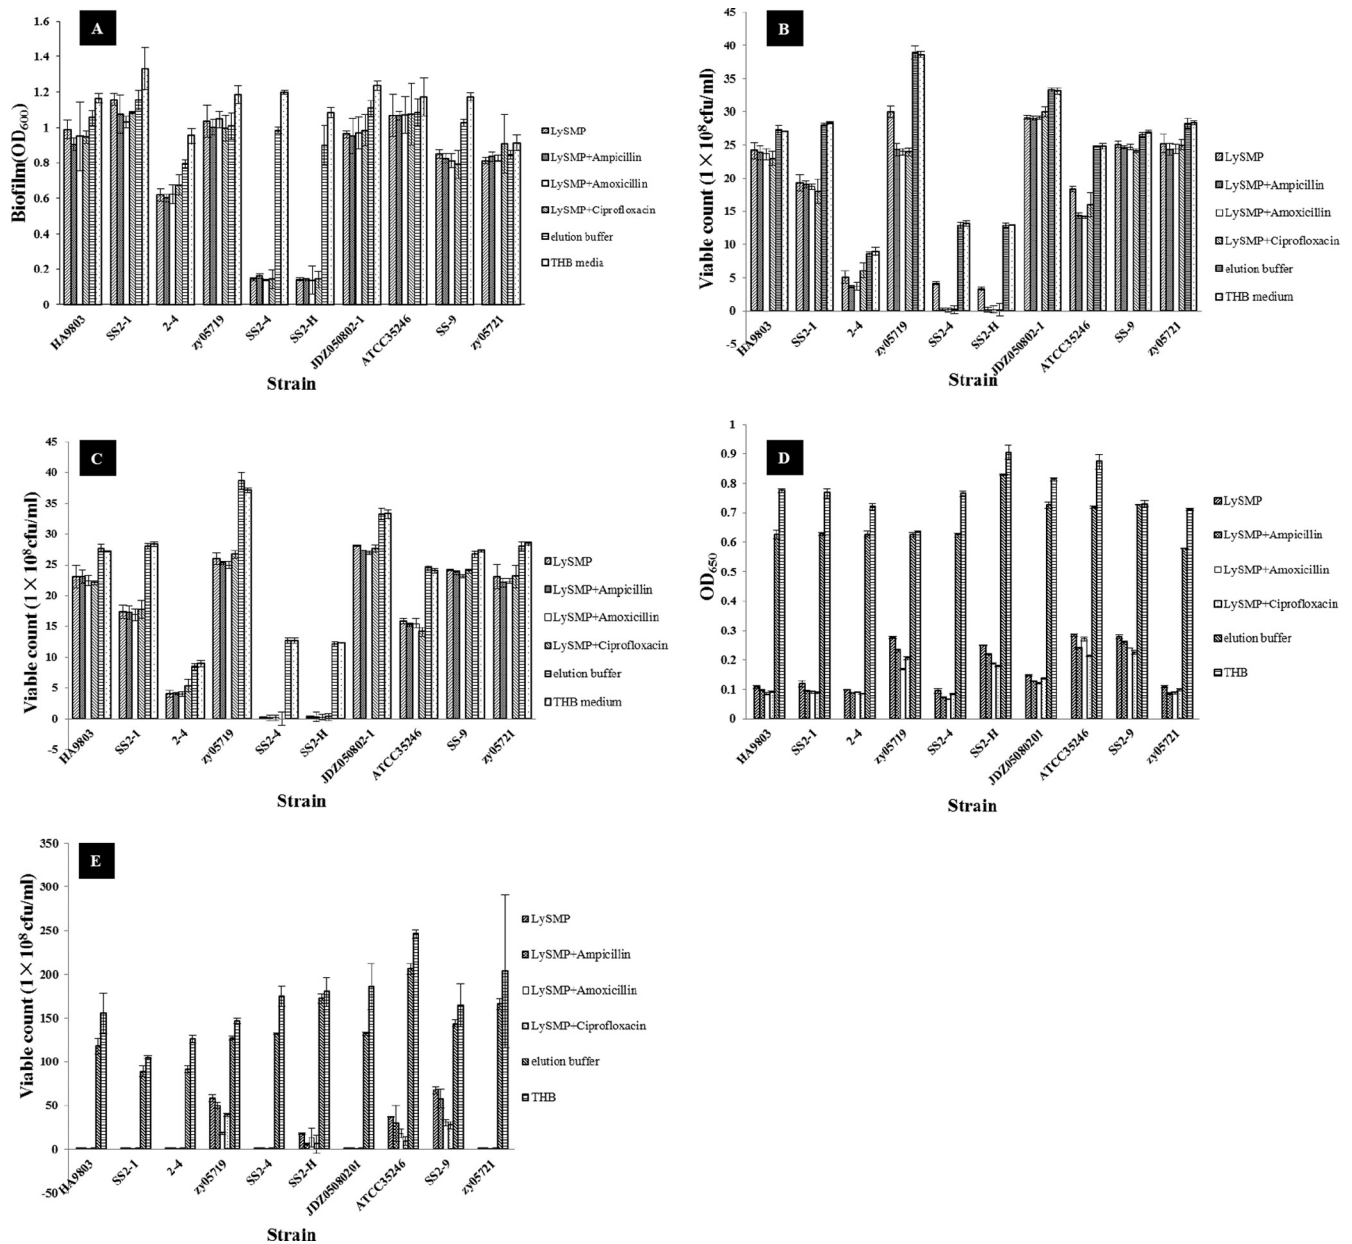 A
Biofilm(OD600)
1.6
1.4
1.2
1
0.8
0.6
0.4
0.2
0
HA9803
SS2-1
2-4
zy05719
SS2-4
SS2-H
JDZ050802-1
ATCC35246
SS-9
zy05721
Strain
LySMP
LySMP+Ampicillin
LySMP+Amoxicillin
LySMP+Ciprofloxacin
elution buffer
THB media
B
Viable count (1×10⁸cfu/ml)
45
40
35
30
25
20
15
10
5
0
-5
HA9803
SS2-1
2-4
zy05719
SS2-4
SS2-H
JDZ050802-1
ATCC35246
SS-9
zy05721
Strain
LySMP
LySMP+Ampicillin
LySMP+Amoxicillin
LySMP+Ciprofloxacin
elution buffer
THB medium
C
Viable count (1×10⁸cfu/ml)
45
40
35
30
25
20
15
10
5
0
-5
HA9803
SS2-1
2-4
zy05719
SS2-4
SS2-H
JDZ050802-1
ATCC35246
SS-9
zy05721
Strain
LySMP
LySMP+Ampicillin
LySMP+Amoxicillin
LySMP+Ciprofloxacin
elution buffer
THB medium
D
OD650
1
0.9
0.8
0.7
0.6
0.5
0.4
0.3
0.2
0.1
0
HA9803
SS2-1
2-4
zy05719
SS2-4
SS2-H
JDZ05080201
ATCC35246
SS2-9
zy05721
Strain
LySMP
LySMP+Ampicillin
LySMP+Amoxicillin
LySMP+Ciprofloxacin
elution buffer
THB
E
Viable count (1×10⁸cfu/ml)
350
300
250
200
150
100
50
0
-50
HA9803
SS2-1
2-4
zy05719
SS2-4
SS2-H
JDZ05080201
ATCC35246
SS2-9
zy05721
Strain
LySMP
LySMP+Ampicillin
LySMP+Amoxicillin
LySMP+Ciprofloxacin
elution buffer
THB